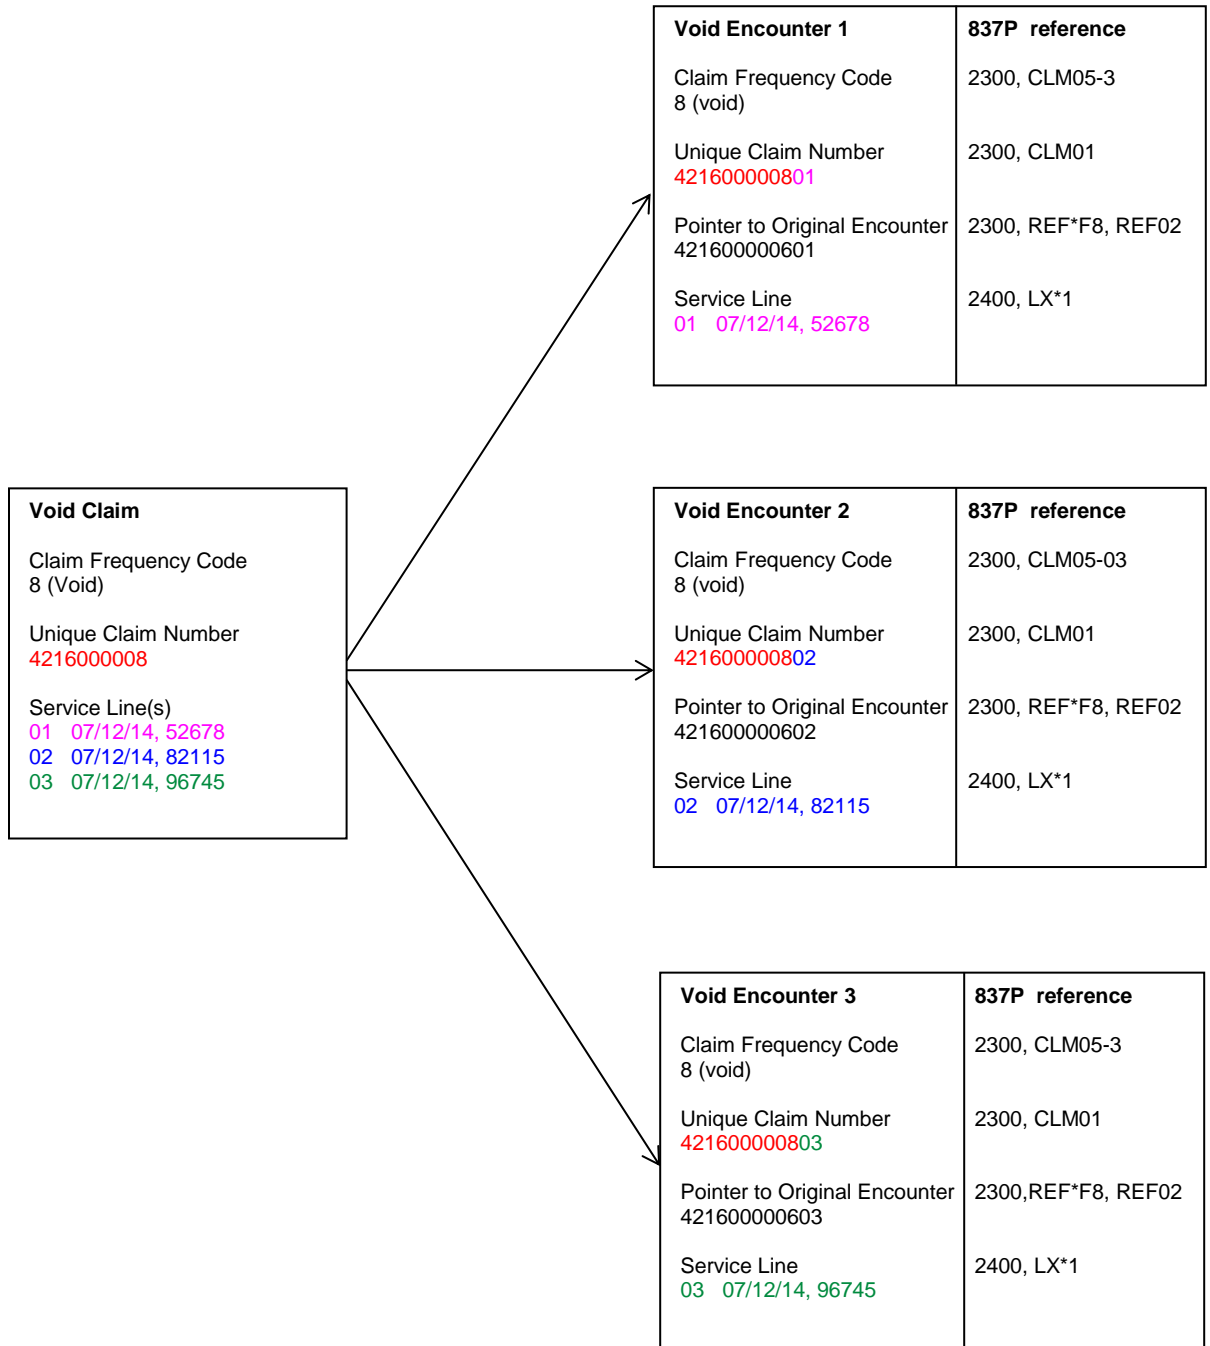 Void Encounter 1 837P reference
Claim Frequency Code 2300, CLM05-3
8 (void)
Unique Claim Number 2300, CLM01
421600000801
Pointer to Original Encounter 2300, REF*F8, REF02
421600000601
Service Line 2400, LX*1
01 07/12/14, 52678
Void Claim
Claim Frequency Code
8 (Void)
Unique Claim Number
4216000008
Service Line(s)
01 07/12/14, 52678
02 07/12/14, 82115
03 07/12/14, 96745
Void Encounter 2 837P reference
Claim Frequency Code 2300, CLM05-03
8 (void)
Unique Claim Number 2300, CLM01
421600000802
Pointer to Original Encounter 2300, REF*F8, REF02
421600000602
Service Line 2400, LX*1
02 07/12/14, 82115
Void Encounter 3 837P reference
Claim Frequency Code 2300, CLM05-3
8 (void)
Unique Claim Number 2300, CLM01
421600000803
Pointer to Original Encounter 2300,REF*F8, REF02
421600000603
Service Line 2400, LX*1
03 07/12/14, 96745